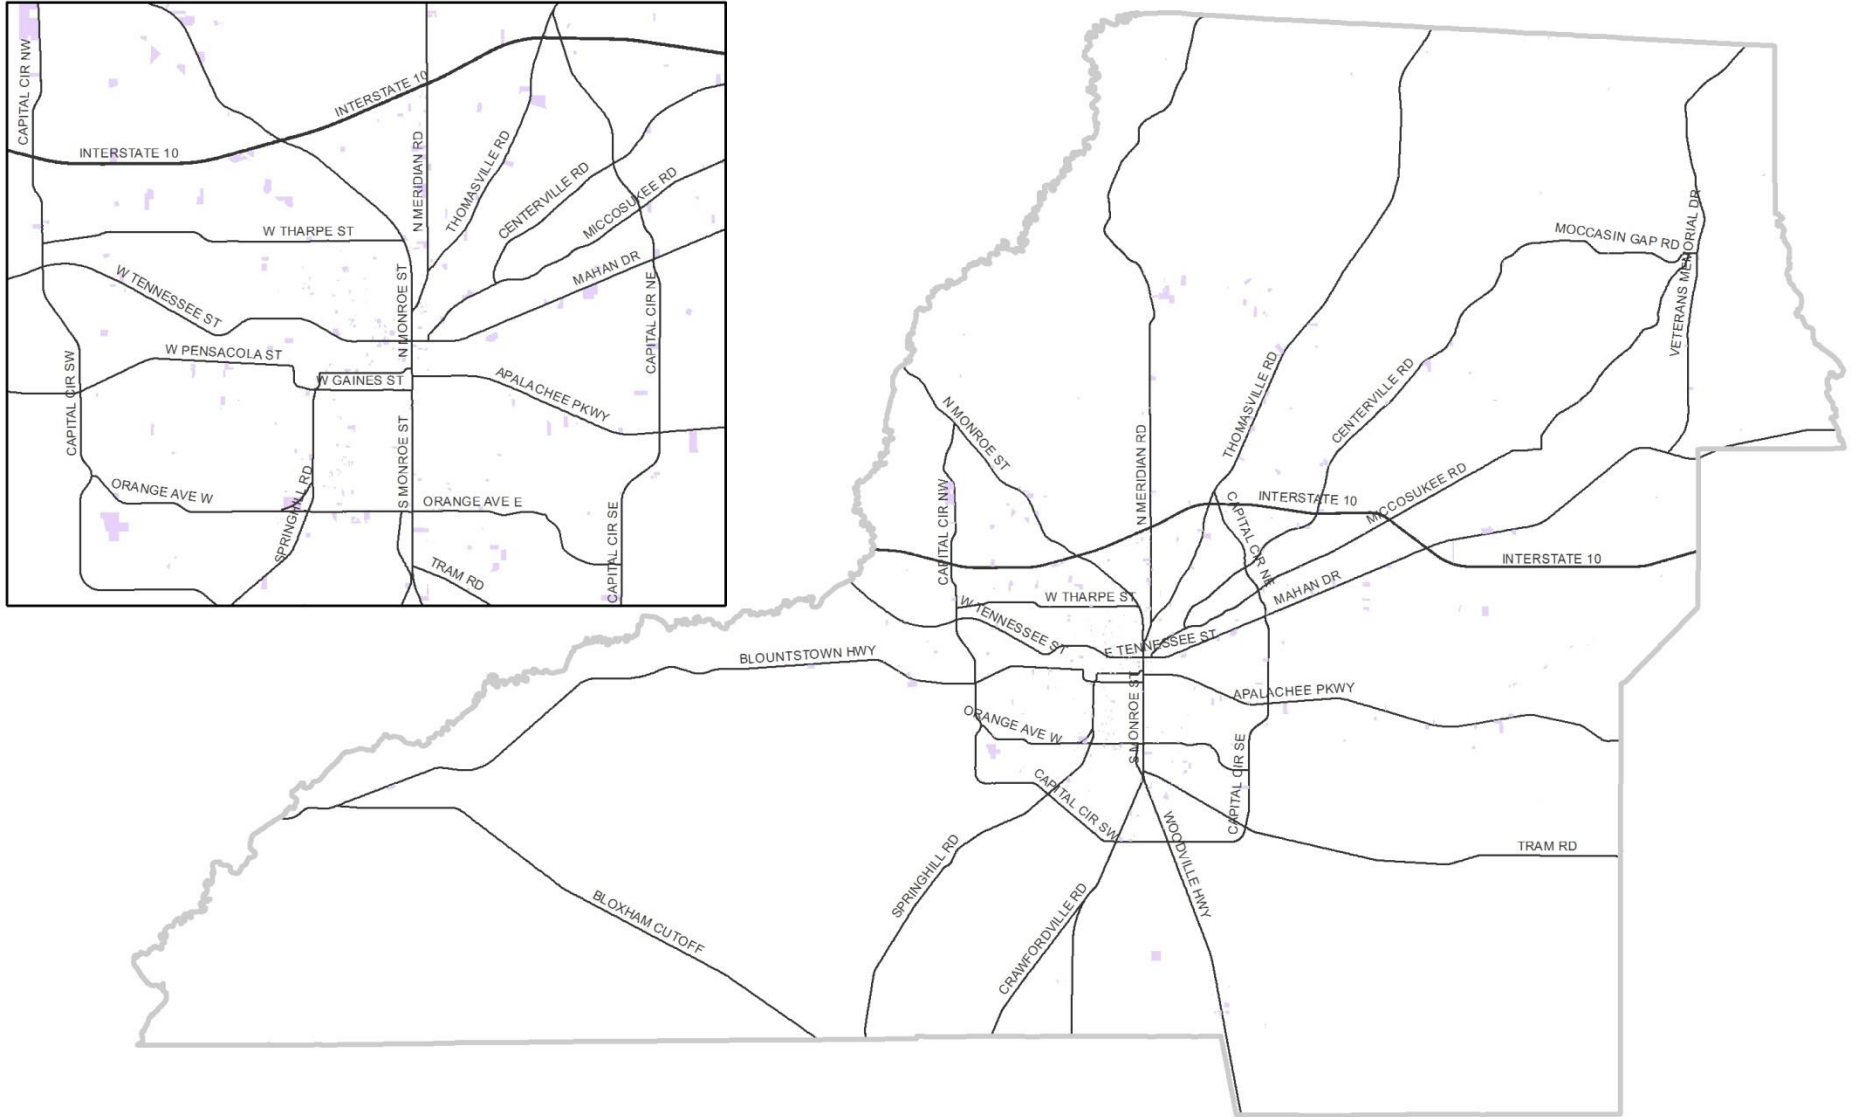 CAPITAL CIR NW
INTERSTATE 10
INTERSTATE 10
N MERIDIAN RD
THOMASVILLE RD
CENTERVILLE RD
MICCOSUKEE RD
W THARPE ST
MAHAN DR
W TENNESSEE ST
N MONROE ST
CAPITAL CIR NE
W PENSACOLA ST
W GAINES ST
APALACHEE PKWY
CAPITAL CIR SW
S MONROE ST
ORANGE AVE W
ORANGE AVE E
SPRINGHILL RD
CAPITAL CIR SE
TRAM RD
MOCCASIN GAP RD
VETERANS MEMORIAL DR
N MONROE ST
N MERIDIAN RD
THOMASVILLE RD
CENTERVILLE RD
MICCOSUKEE RD
CAPITAL CIR NW
INTERSTATE 10
CAPITAL CIR NE
INTERSTATE 10
W THARPE ST
MAHAN DR
W TENNESSEE ST
E TENNESSEE ST
BLOUNTSTOWN HWY
APALACHEE PKWY
ORANGE AVE W
S MONROE ST
CAPITAL CIR SE
CAPITAL CIR SW
WOODVILLE HWY
TRAM RD
SPRINGHILL RD
BLOXHAM CUTOFF
CRAWFORDVILLE RD